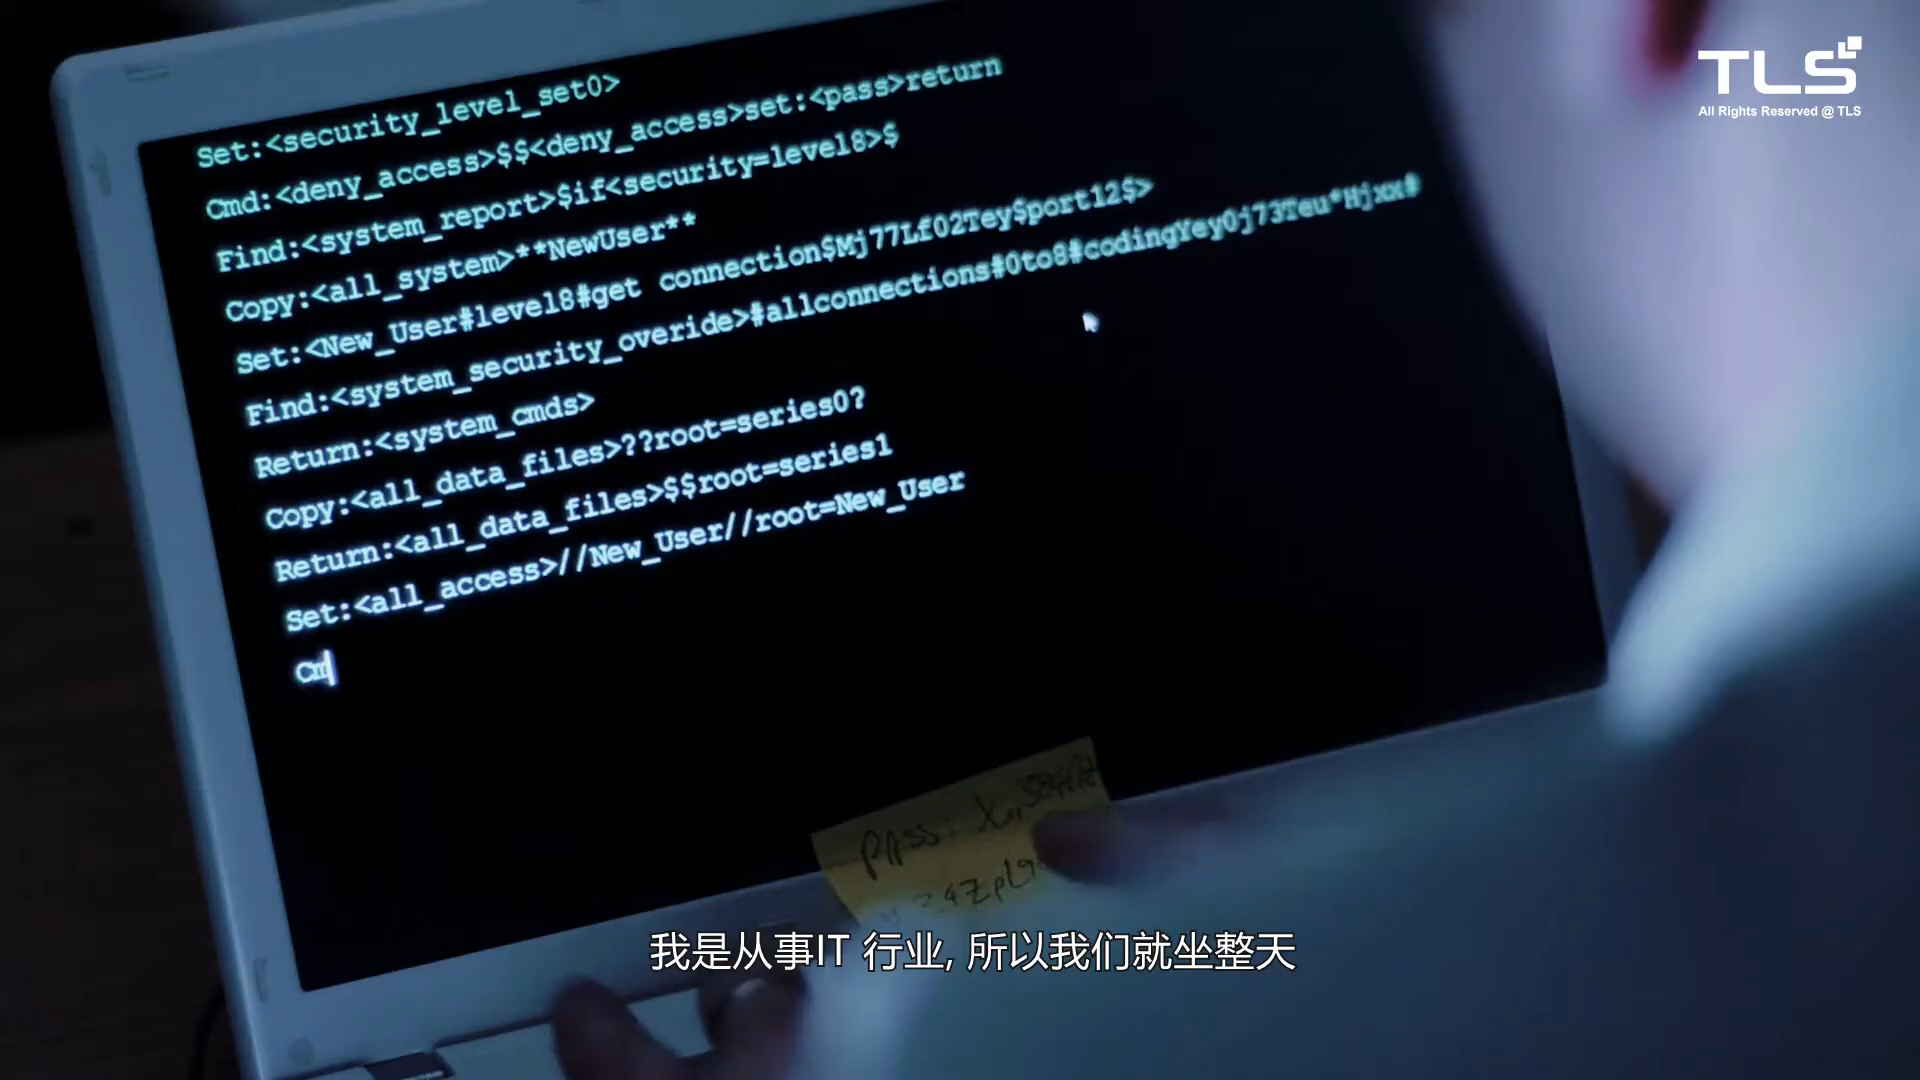 TLS
All Rights Reserved @ TLS
Set:<security_level_set0>
Cmd:<deny_access>$$<deny_access>set:<pass>return
Find:<system_report>$if<security=level8>$
Copy:<all_system>**NewUser**
Set:<New_User#level8#get connection$Mj77Lf02Tey$port12$>
Find:<system_security_overide>#allconnections#0to8#codingYey0j73Teu*Hjxx#
Return:<system_cmds>
Copy:<all_data_files>??root=series0?
Return:<all_data_files>$$root=series1
Set:<all_access>//New_User//root=New_User
Cm
pass:
我是从事IT 行业, 所以我们就坐整天